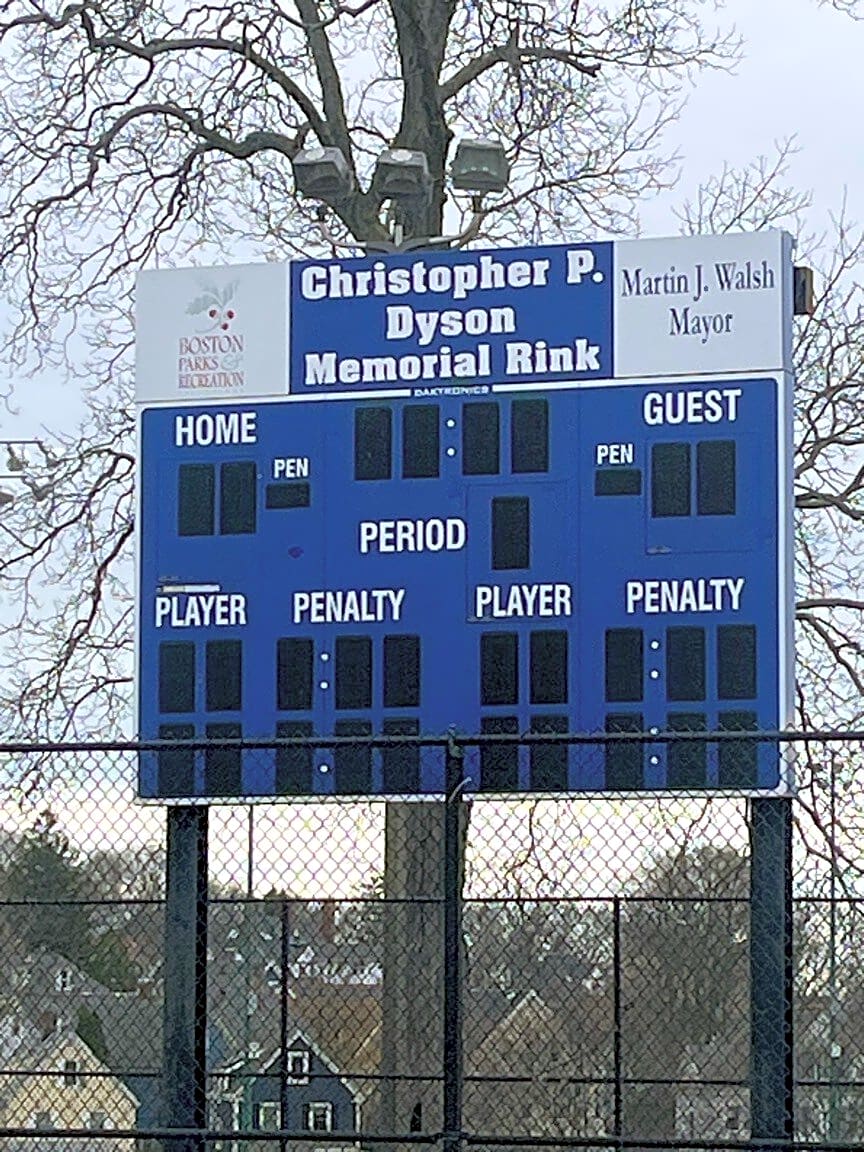 Christopher P.
Dyson
Memorial Rink
BOSTON
PARKS &
RECREATION
Martin J. Walsh
Mayor
DAKTRONICS
HOME
GUEST
PEN
PEN
PERIOD
PLAYER PENALTY PLAYER PENALTY